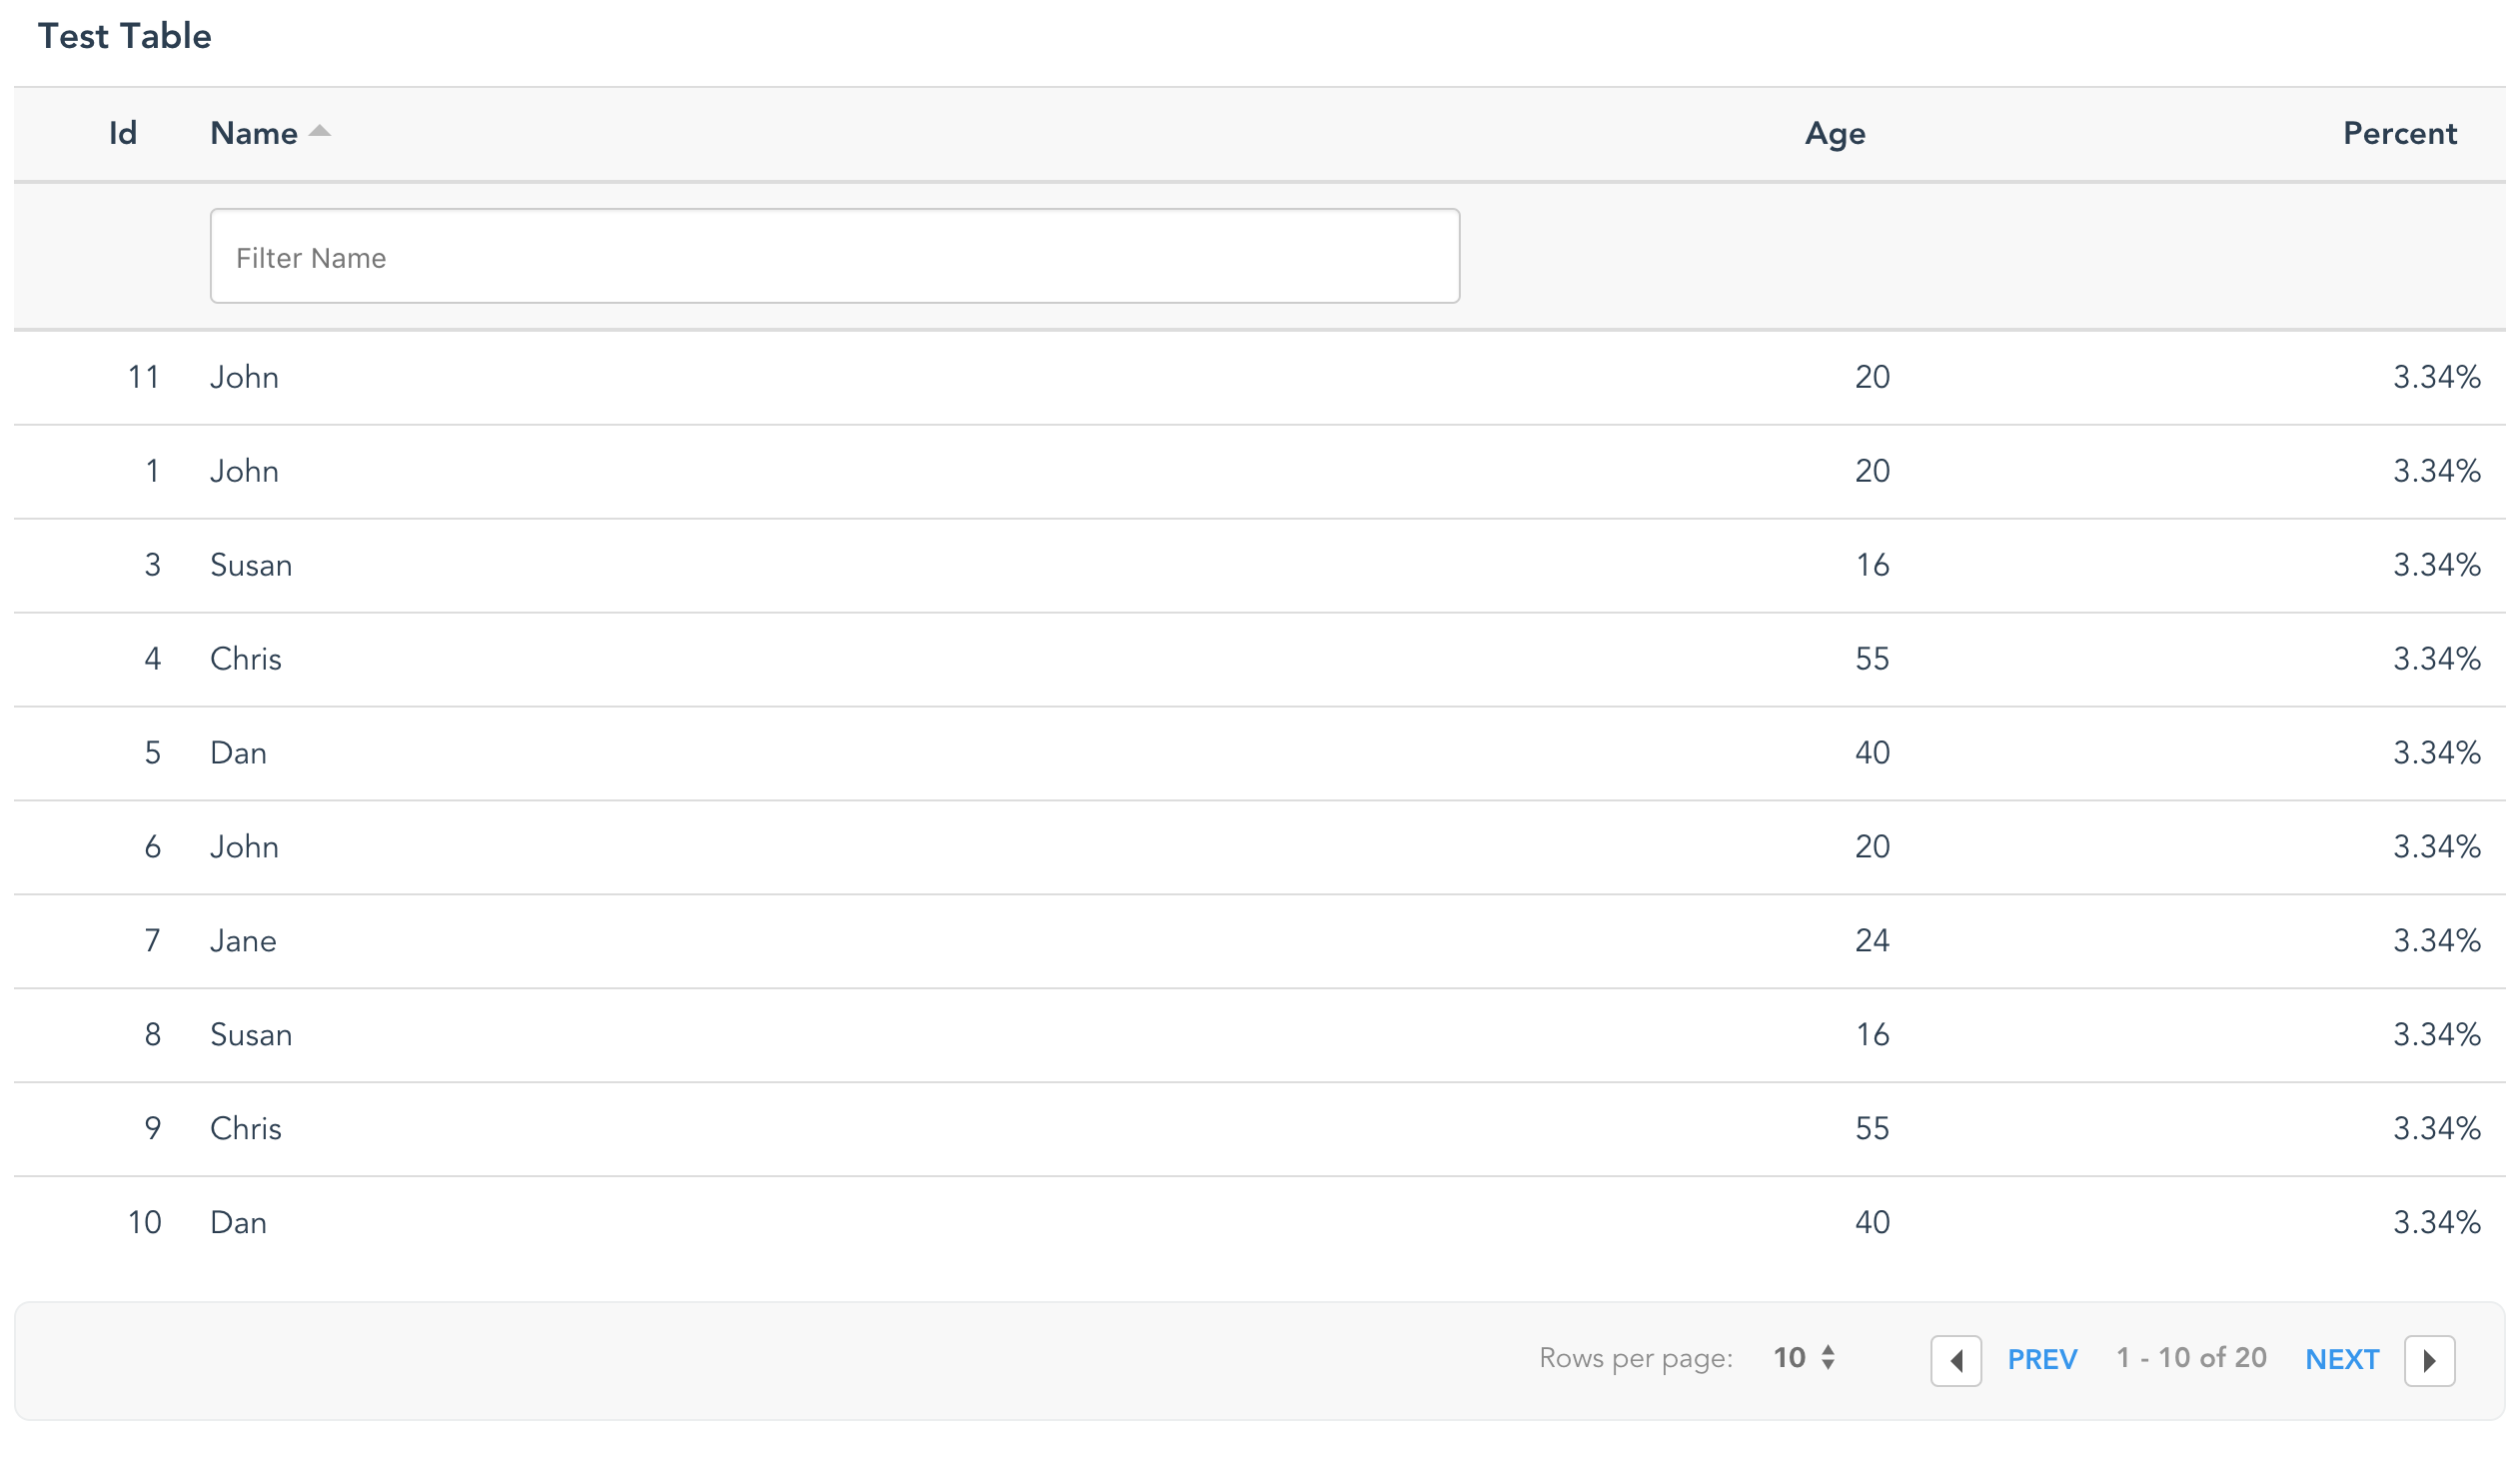 Test Table
Id Name Age Percent
Filter Name
11 John 20 3.34%
1 John 20 3.34%
3 Susan 16 3.34%
4 Chris 55 3.34%
5 Dan 40 3.34%
6 John 20 3.34%
7 Jane 24 3.34%
8 Susan 16 3.34%
9 Chris 55 3.34%
10 Dan 40 3.34%
Rows per page: 10 PREV 1 - 10 of 20 NEXT